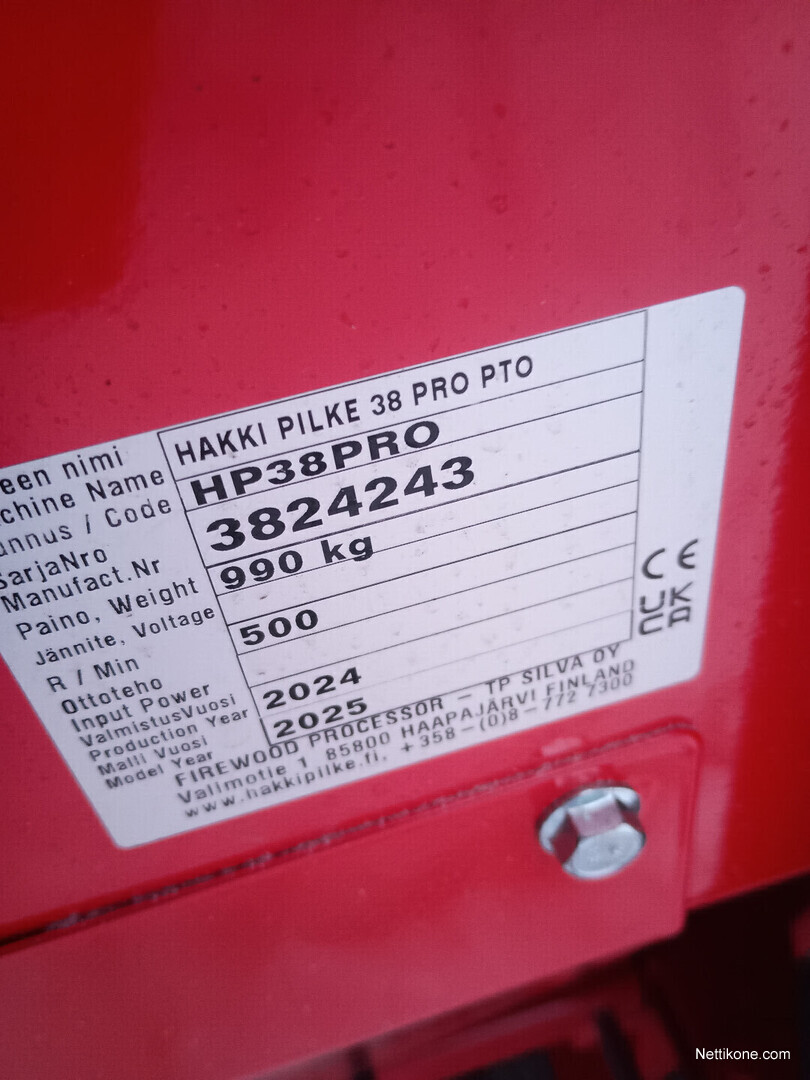 een nimi
chine Name
unnus / Code
SarjaNro
Manufact.Nr
Paino, Weight
Jännite, Voltage
R / Min
Ottoteho
Input Power
ValmistusVuosi
Production Year
Malli Vuosi
Model Year
HAKKI PILKE 38 PRO PTO
HP38PRO
3824243
990 kg
500
2024
2025
CE
UK
CA
FIREWOOD PROCESSOR – TP SILVA OY
Valimotie 1 85800 HAAPAJÄRVI FINLAND
www.hakkipilke.fi, +358–(0)8–772 7300
Nettikone.com